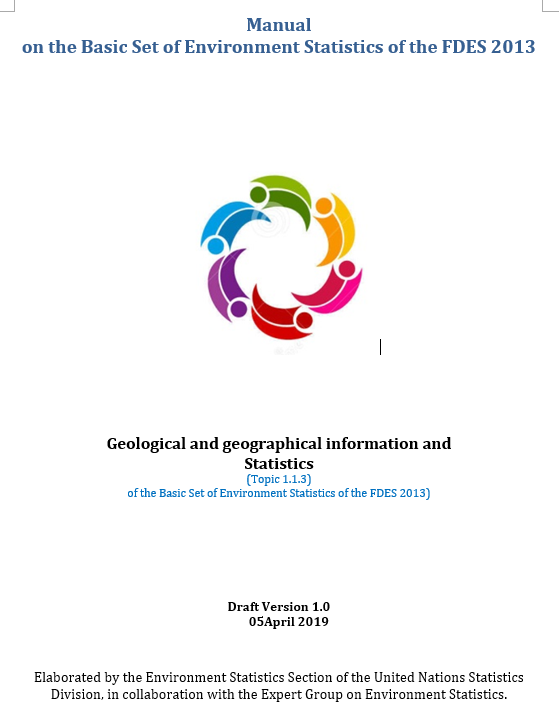 Manual
on the Basic Set of Environment Statistics of the FDES 2013
Geological and geographical information and
Statistics
(Topic 1.1.3)
of the Basic Set of Environment Statistics of the FDES 2013)
Draft Version 1.0
05April 2019
Elaborated by the Environment Statistics Section of the United Nations Statistics
Division, in collaboration with the Expert Group on Environment Statistics.